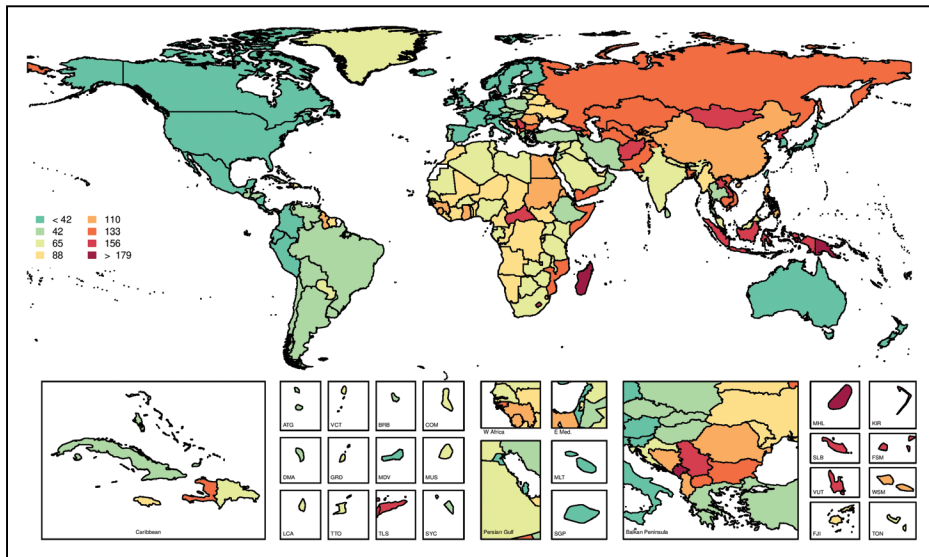 < 42 110
42 133
65 156
88 > 179
Caribbean
ATG VCT BRB COM
DMA GRD MDV MUS
LCA TTO TLS SYC
W Africa E Med.
Persian Gulf
MLT
SGP
Balkan Peninsula
MHL KIR
SLB FSM
VUT WSM
FJI TON